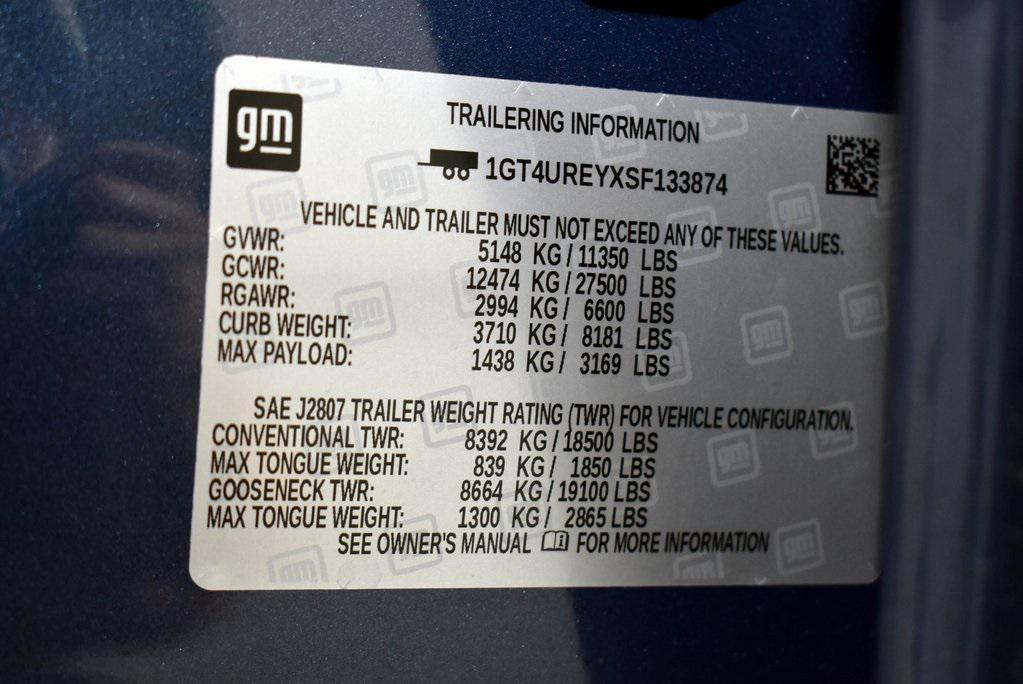 gm
TRAILERING INFORMATION
1GT4UREYXSF133874
VEHICLE AND TRAILER MUST NOT EXCEED ANY OF THESE VALUES.
GVWR: 5148 KG / 11350 LBS
GCWR: 12474 KG / 27500 LBS
RGAWR: 2994 KG / 6600 LBS
CURB WEIGHT: 3710 KG / 8181 LBS
MAX PAYLOAD: 1438 KG / 3169 LBS
SAE J2807 TRAILER WEIGHT RATING (TWR) FOR VEHICLE CONFIGURATION.
CONVENTIONAL TWR: 8392 KG / 18500 LBS
MAX TONGUE WEIGHT: 839 KG / 1850 LBS
GOOSENECK TWR: 8664 KG / 19100 LBS
MAX TONGUE WEIGHT: 1300 KG / 2865 LBS
SEE OWNER'S MANUAL FOR MORE INFORMATION